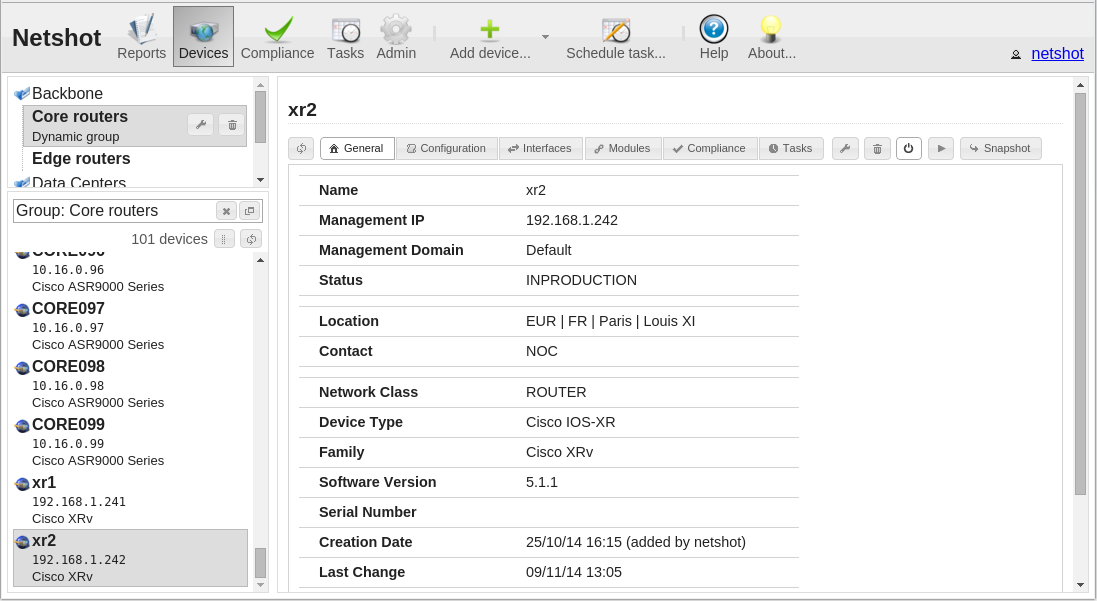 Netshot
Reports
Devices
Compliance
Tasks
Admin
Add device...
Schedule task...
Help
About...
netshot
Backbone
Core routers
Dynamic group
Edge routers
Data Centers
Group: Core routers
101 devices
CORE096
10.16.0.96
Cisco ASR9000 Series
CORE097
10.16.0.97
Cisco ASR9000 Series
CORE098
10.16.0.98
Cisco ASR9000 Series
CORE099
10.16.0.99
Cisco ASR9000 Series
xr1
192.168.1.241
Cisco XRv
xr2
192.168.1.242
Cisco XRv
xr2
General
Configuration
Interfaces
Modules
Compliance
Tasks
Snapshot
Name xr2
Management IP 192.168.1.242
Management Domain Default
Status INPRODUCTION
Location EUR | FR | Paris | Louis XI
Contact NOC
Network Class ROUTER
Device Type Cisco IOS-XR
Family Cisco XRv
Software Version 5.1.1
Serial Number
Creation Date 25/10/14 16:15 (added by netshot)
Last Change 09/11/14 13:05